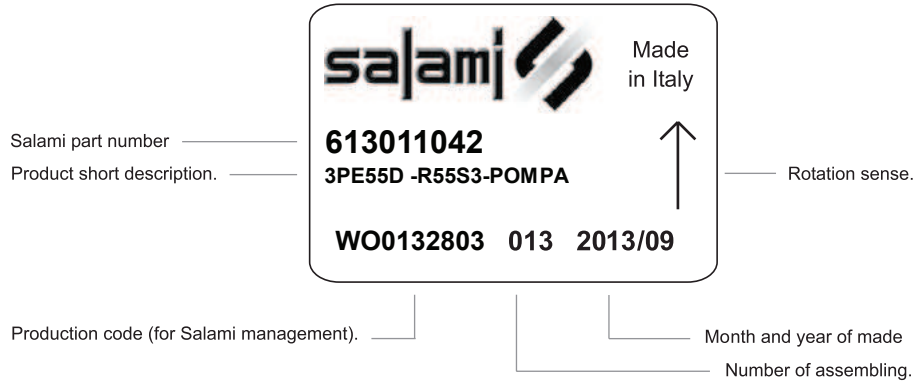 salami
Made
in Italy
Salami part number
613011042
Product short description.
3PE55D -R55S3-POMPA
Rotation sense.
WO0132803 013 2013/09
Production code (for Salami management).
Month and year of made
Number of assembling.